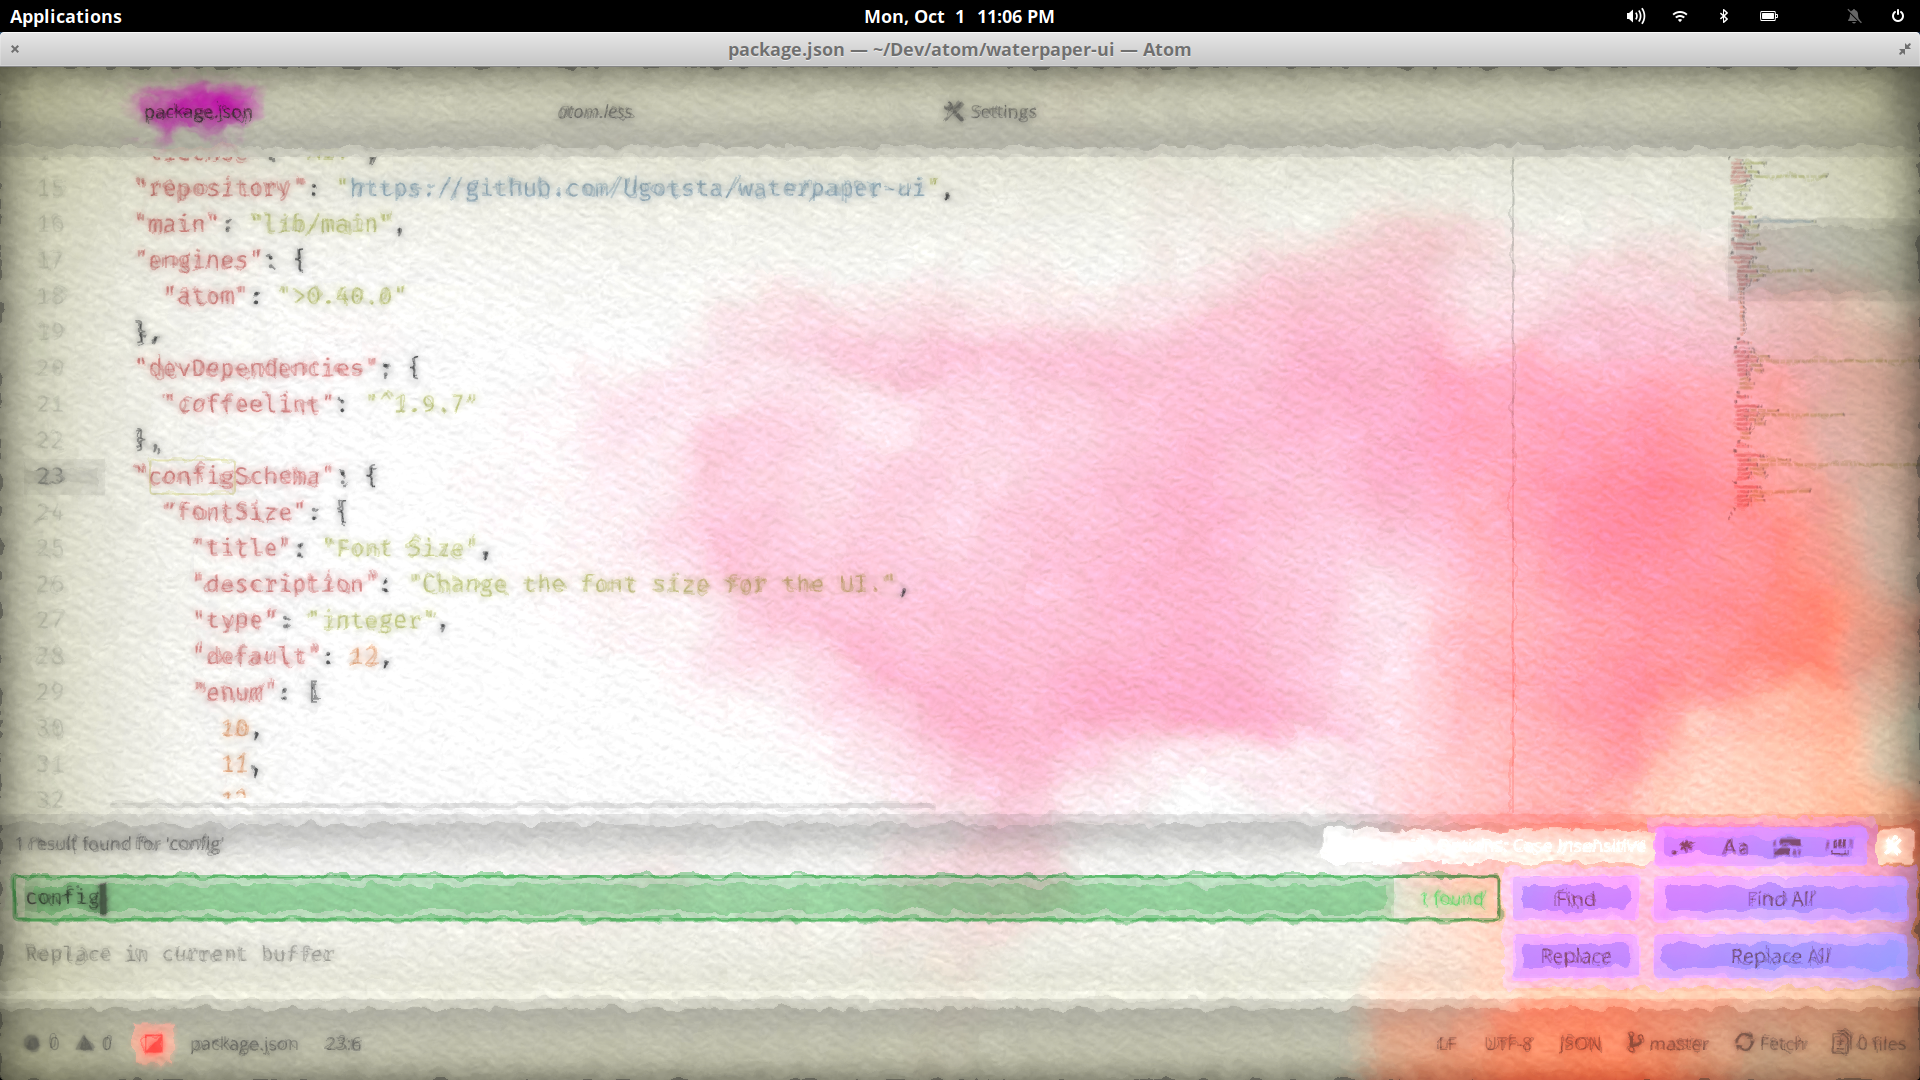 Applications
Mon, Oct 1 11:06 PM
package.json — ~/Dev/atom/waterpaper-ui — Atom
package.json
atom.less
Settings
15 "repository": "https://github.com/Ugotsta/waterpaper-ui",
16 "main": "lib/main",
17 "engines": {
18 "atom": ">0.40.0"
19 },
20 "devDependencies": {
21 "coffeelint": "^1.9.7"
22 },
23 "configSchema": {
24 "fontSize": {
25 "title": "Font Size",
26 "description": "Change the font size for the UI.",
27 "type": "integer",
28 "default": 12,
29 "enum": [
30 10,
31 11,
32
1 result found for 'config'
Case Insensitive
.* Aa
config
1 found
Find
Find All
Replace in current buffer
Replace
Replace All
0 0 package.json 23:6
LF UTF-8 JSON master Fetch 0 files